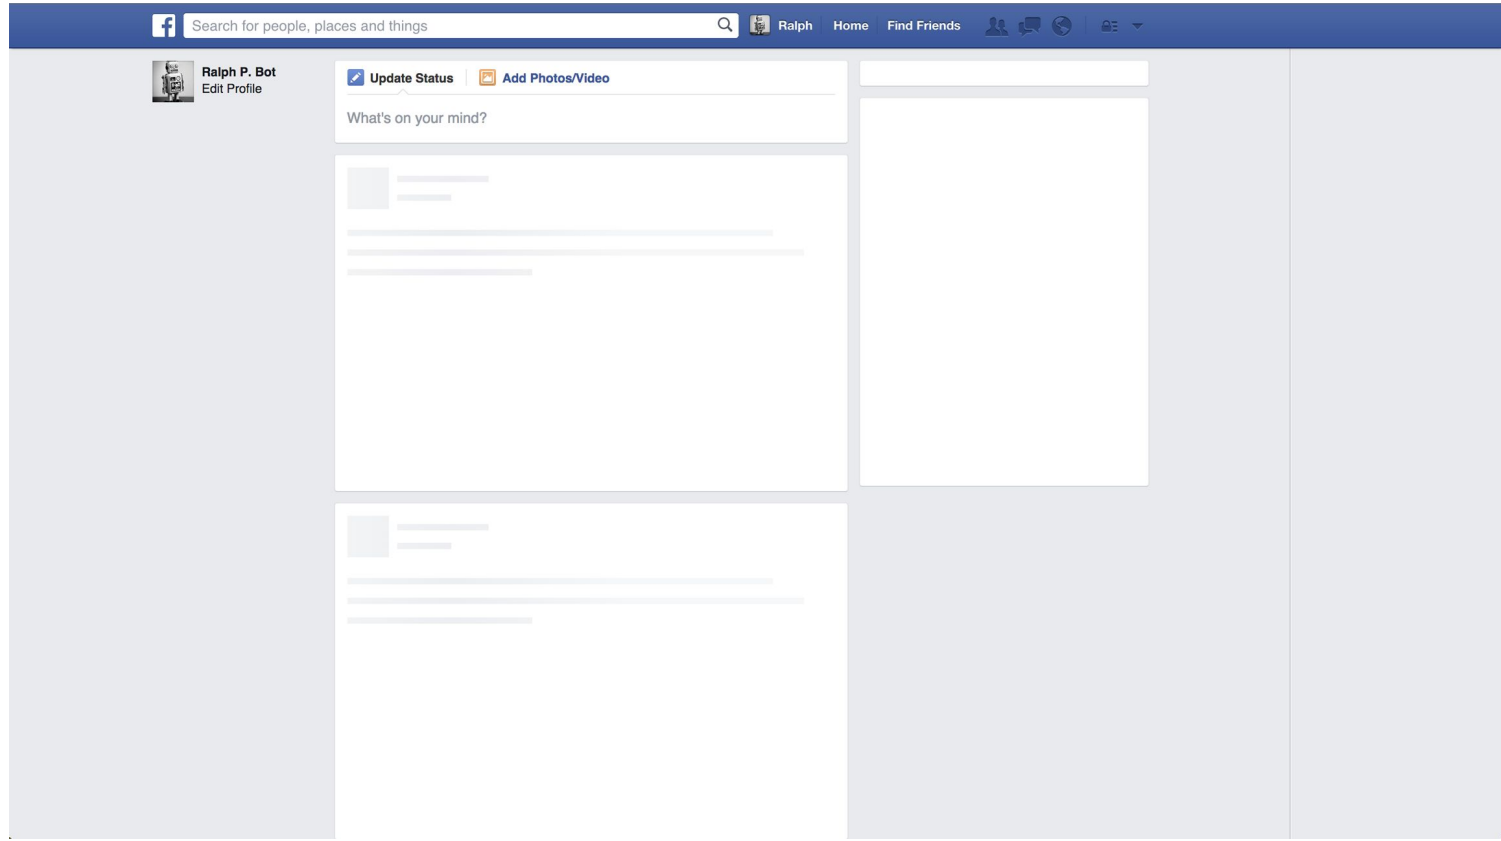 f
Search for people, places and things
Ralph
Home
Find Friends
Ralph P. Bot
Edit Profile
Update Status
Add Photos/Video
What's on your mind?